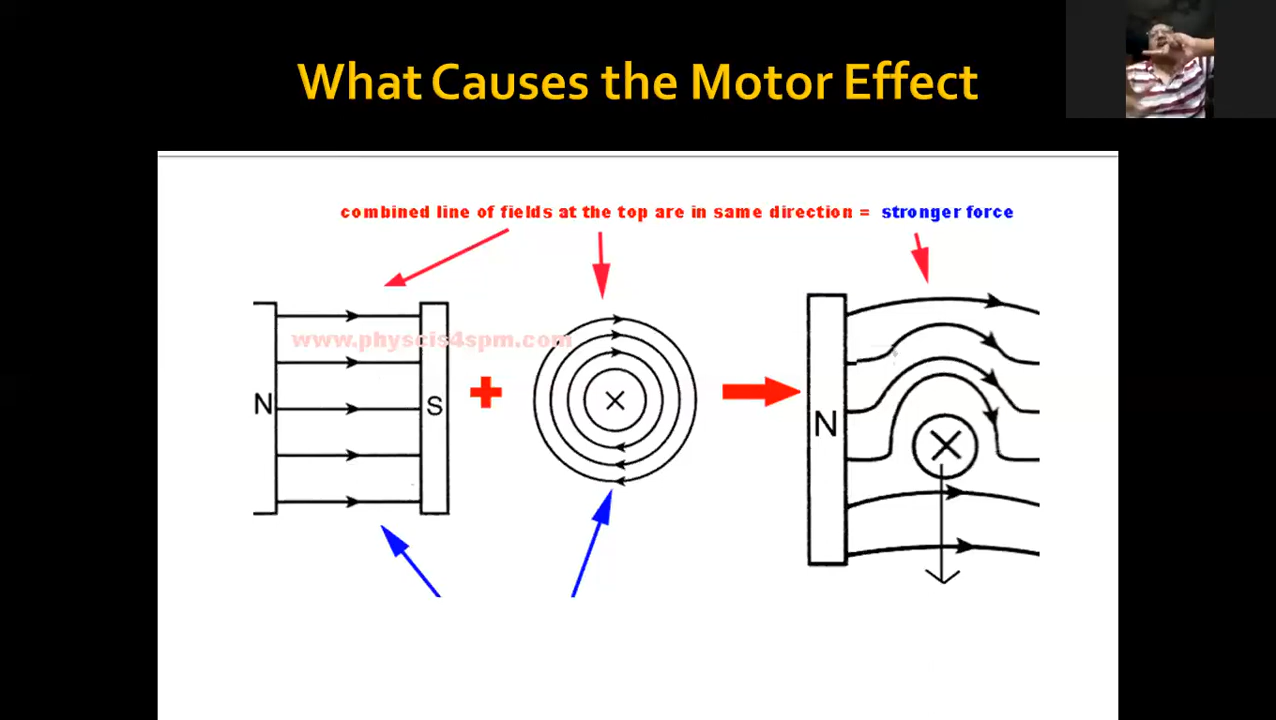 What Causes the Motor Effect
combined line of fields at the top are in same direction = stronger force
www.physcis4spm.com
N
S
N